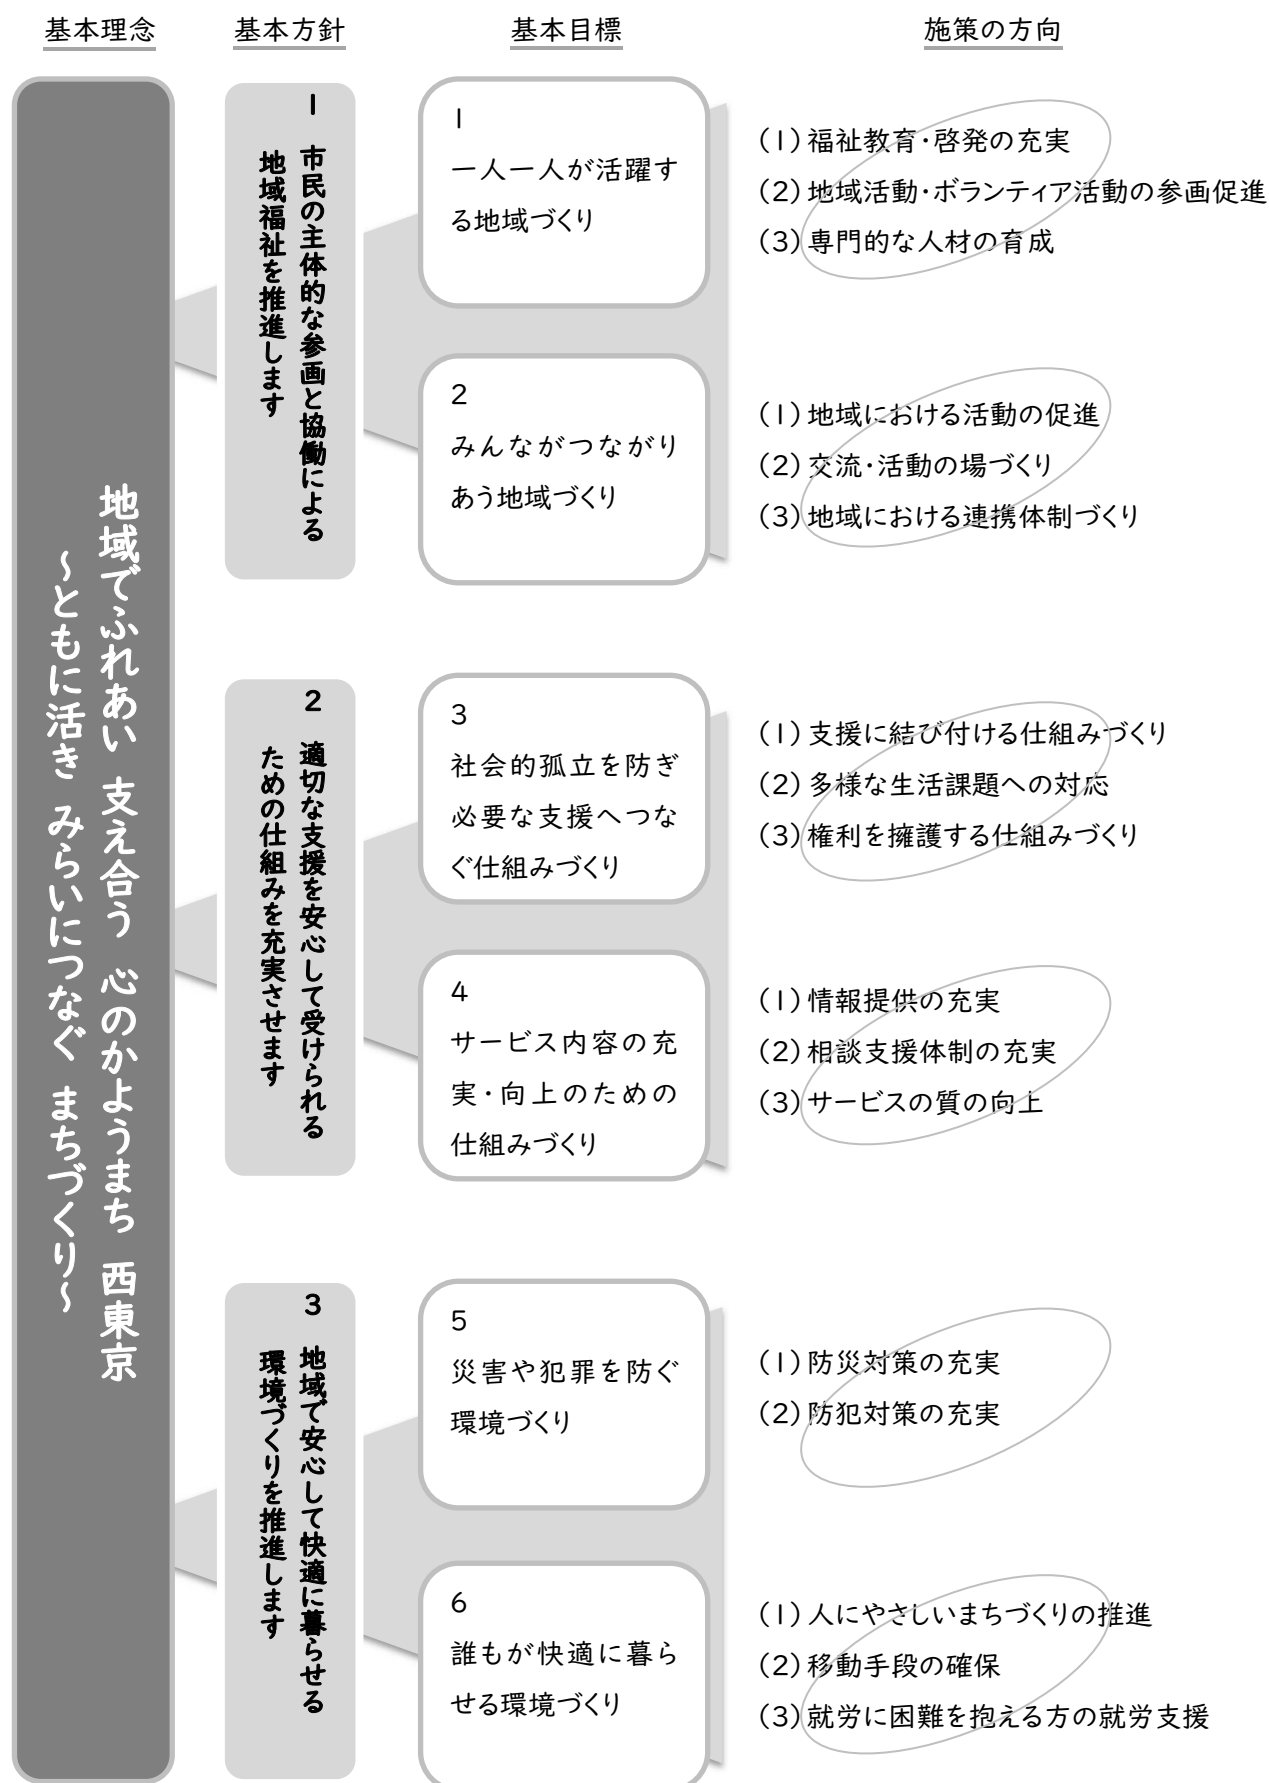 基本理念
基本方針
基本目標
施策の方向
地域でふれあい 支え合う 心のかようまち 西東京
～ともに活き みらいにつなぐ まちづくり～
1 市民の主体的な参画と協働による
地域福祉を推進します
1
一人一人が活躍す
る地域づくり
(1)福祉教育・啓発の充実
(2)地域活動・ボランティア活動の参画促進
(3)専門的な人材の育成
2
みんながつながり
あう地域づくり
(1)地域における活動の促進
(2)交流・活動の場づくり
(3)地域における連携体制づくり
2 適切な支援を安心して受けられる
ための仕組みを充実させます
3
社会的孤立を防ぎ
必要な支援へつな
ぐ仕組みづくり
(1)支援に結び付ける仕組みづくり
(2)多様な生活課題への対応
(3)権利を擁護する仕組みづくり
4
サービス内容の充
実・向上のための
仕組みづくり
(1)情報提供の充実
(2)相談支援体制の充実
(3)サービスの質の向上
3 地域で安心して快適に暮らせる
環境づくりを推進します
5
災害や犯罪を防ぐ
環境づくり
(1)防災対策の充実
(2)防犯対策の充実
6
誰もが快適に暮ら
せる環境づくり
(1)人にやさしいまちづくりの推進
(2)移動手段の確保
(3)就労に困難を抱える方の就労支援